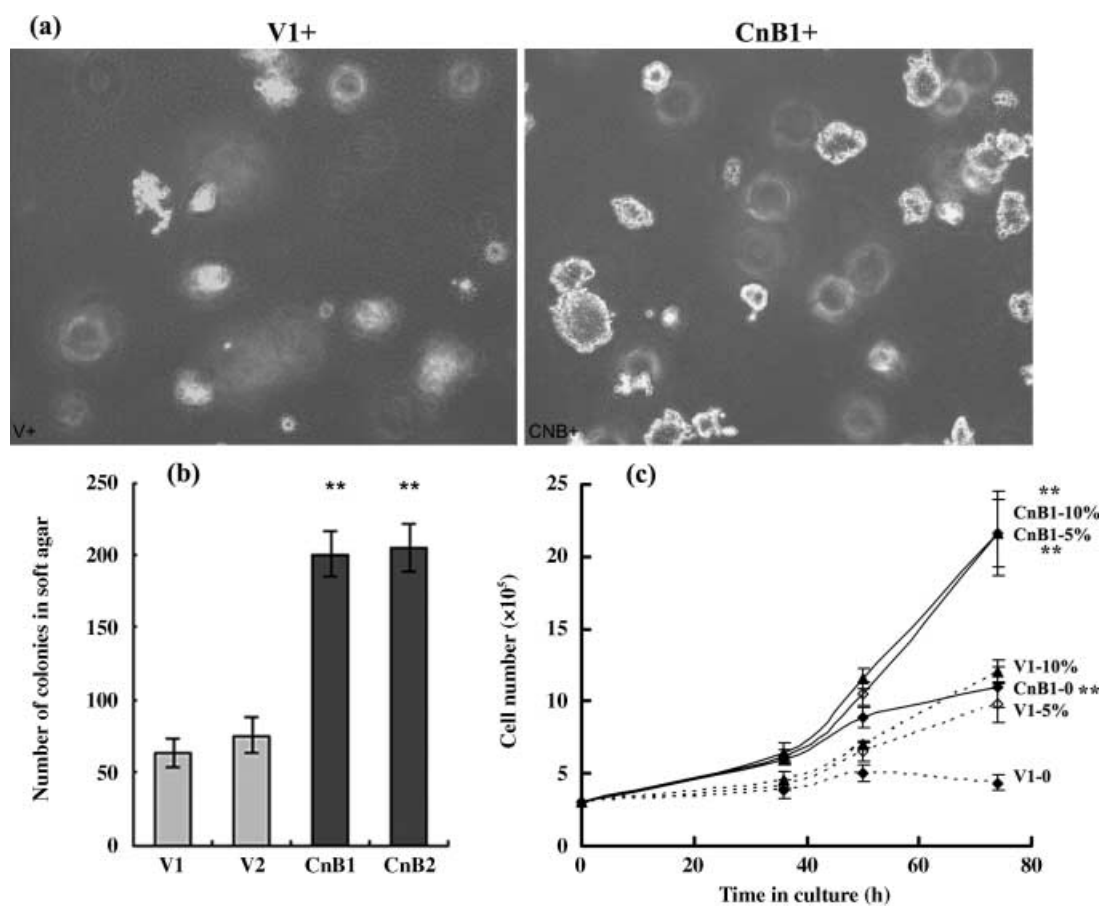 (a)
V1+
CnB1+
V+
CNB+
(b)
Number of colonies in soft agar
250
200
150
100
50
0
**
**
V1
V2
CnB1
CnB2
(c)
Cell number (×10⁵)
25
20
15
10
5
0
0
20
40
60
80
Time in culture (h)
**
CnB1-10%
CnB1-5%
**
V1-10%
CnB1-0 **
V1-5%
V1-0